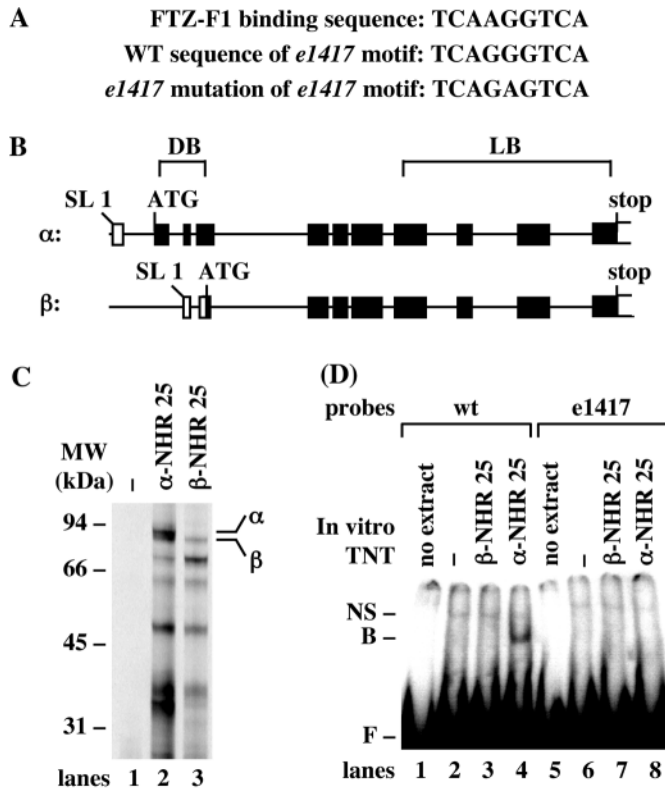 A
FTZ-F1 binding sequence: TCAAGGTCA
WT sequence of e1417 motif: TCAGGGTCA
e1417 mutation of e1417 motif: TCAGAGTCA
B
DB LB
SL 1 ATG stop
α:
SL 1 ATG stop
β:
C
MW
(kDa)
–
α-NHR 25
β-NHR 25
94 –
66 –
45 –
31 –
α
β
lanes 1 2 3
(D)
probes wt e1417
In vitro
TNT
no extract
–
β-NHR 25
α-NHR 25
no extract
–
β-NHR 25
α-NHR 25
NS –
B –
F –
lanes 1 2 3 4 5 6 7 8